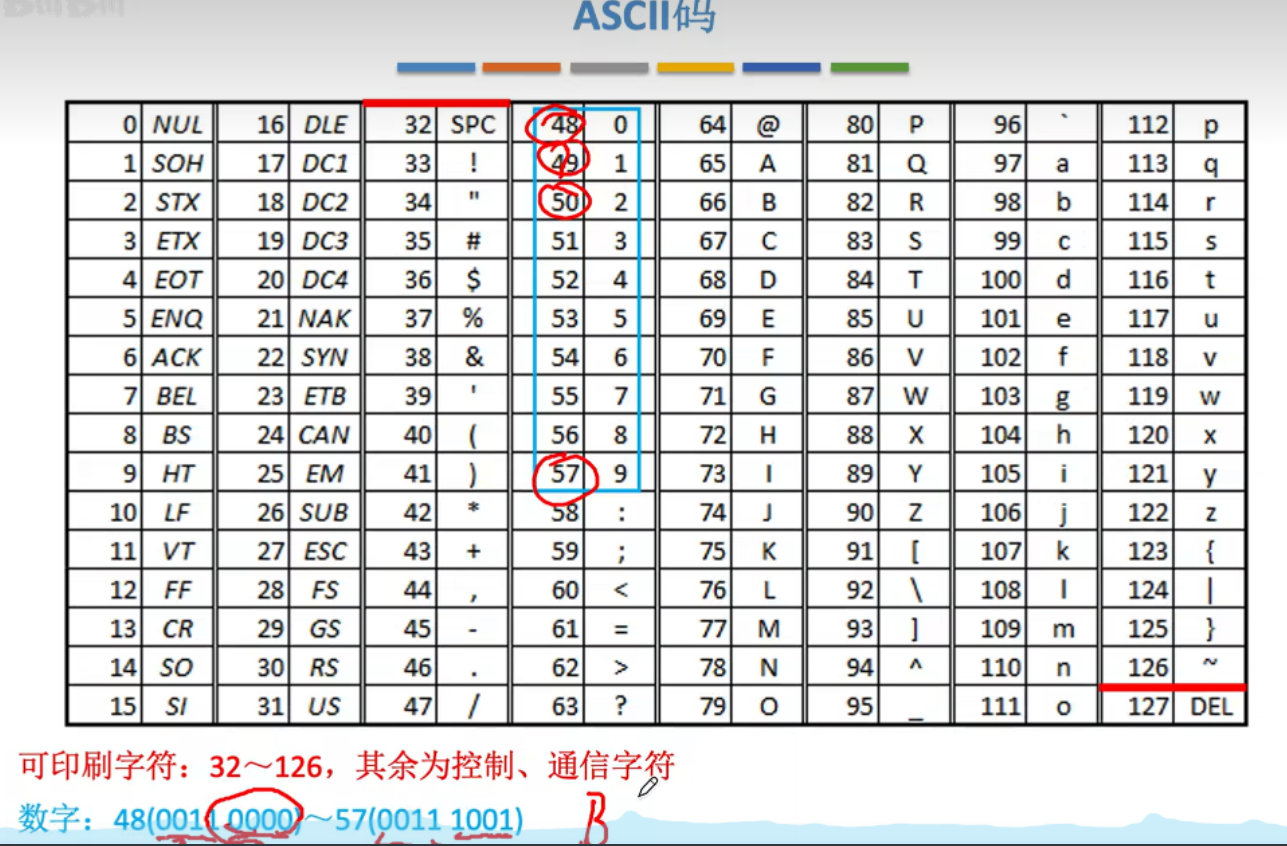 ASCII码
0 NUL 16 DLE 32 SPC 48 0 64 @ 80 P 96 ` 112 p
1 SOH 17 DC1 33 ! 49 1 65 A 81 Q 97 a 113 q
2 STX 18 DC2 34 " 50 2 66 B 82 R 98 b 114 r
3 ETX 19 DC3 35 # 51 3 67 C 83 S 99 c 115 s
4 EOT 20 DC4 36 $ 52 4 68 D 84 T 100 d 116 t
5 ENQ 21 NAK 37 % 53 5 69 E 85 U 101 e 117 u
6 ACK 22 SYN 38 & 54 6 70 F 86 V 102 f 118 v
7 BEL 23 ETB 39 ' 55 7 71 G 87 W 103 g 119 w
8 BS 24 CAN 40 ( 56 8 72 H 88 X 104 h 120 x
9 HT 25 EM 41 ) 57 9 73 I 89 Y 105 i 121 y
10 LF 26 SUB 42 * 58 : 74 J 90 Z 106 j 122 z
11 VT 27 ESC 43 + 59 ; 75 K 91 [ 107 k 123 {
12 FF 28 FS 44 , 60 < 76 L 92 \ 108 l 124 |
13 CR 29 GS 45 - 61 = 77 M 93 ] 109 m 125 }
14 SO 30 RS 46 . 62 > 78 N 94 ^ 110 n 126 ~
15 SI 31 US 47 / 63 ? 79 O 95 _ 111 o 127 DEL
可印刷字符：32～126，其余为控制、通信字符
数字：48(0011 0000)～57(0011 1001) B